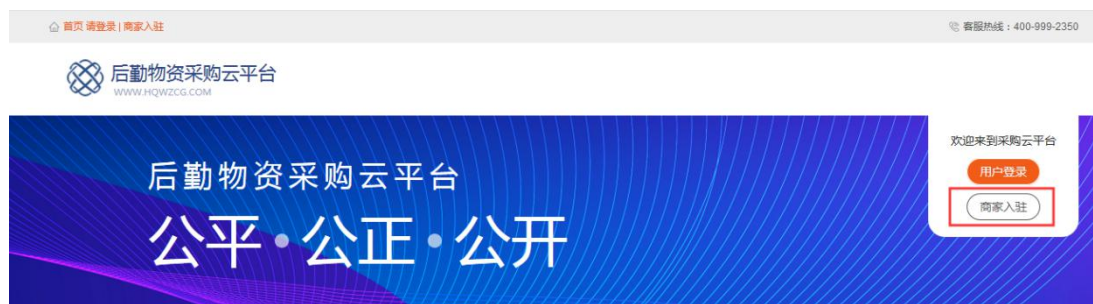 首页 请登录 | 商家入驻
客服热线：400-999-2350
后勤物资采购云平台
WWW.HQWZCG.COM
欢迎来到采购云平台
用户登录
商家入驻
后勤物资采购云平台
公平·公正·公开